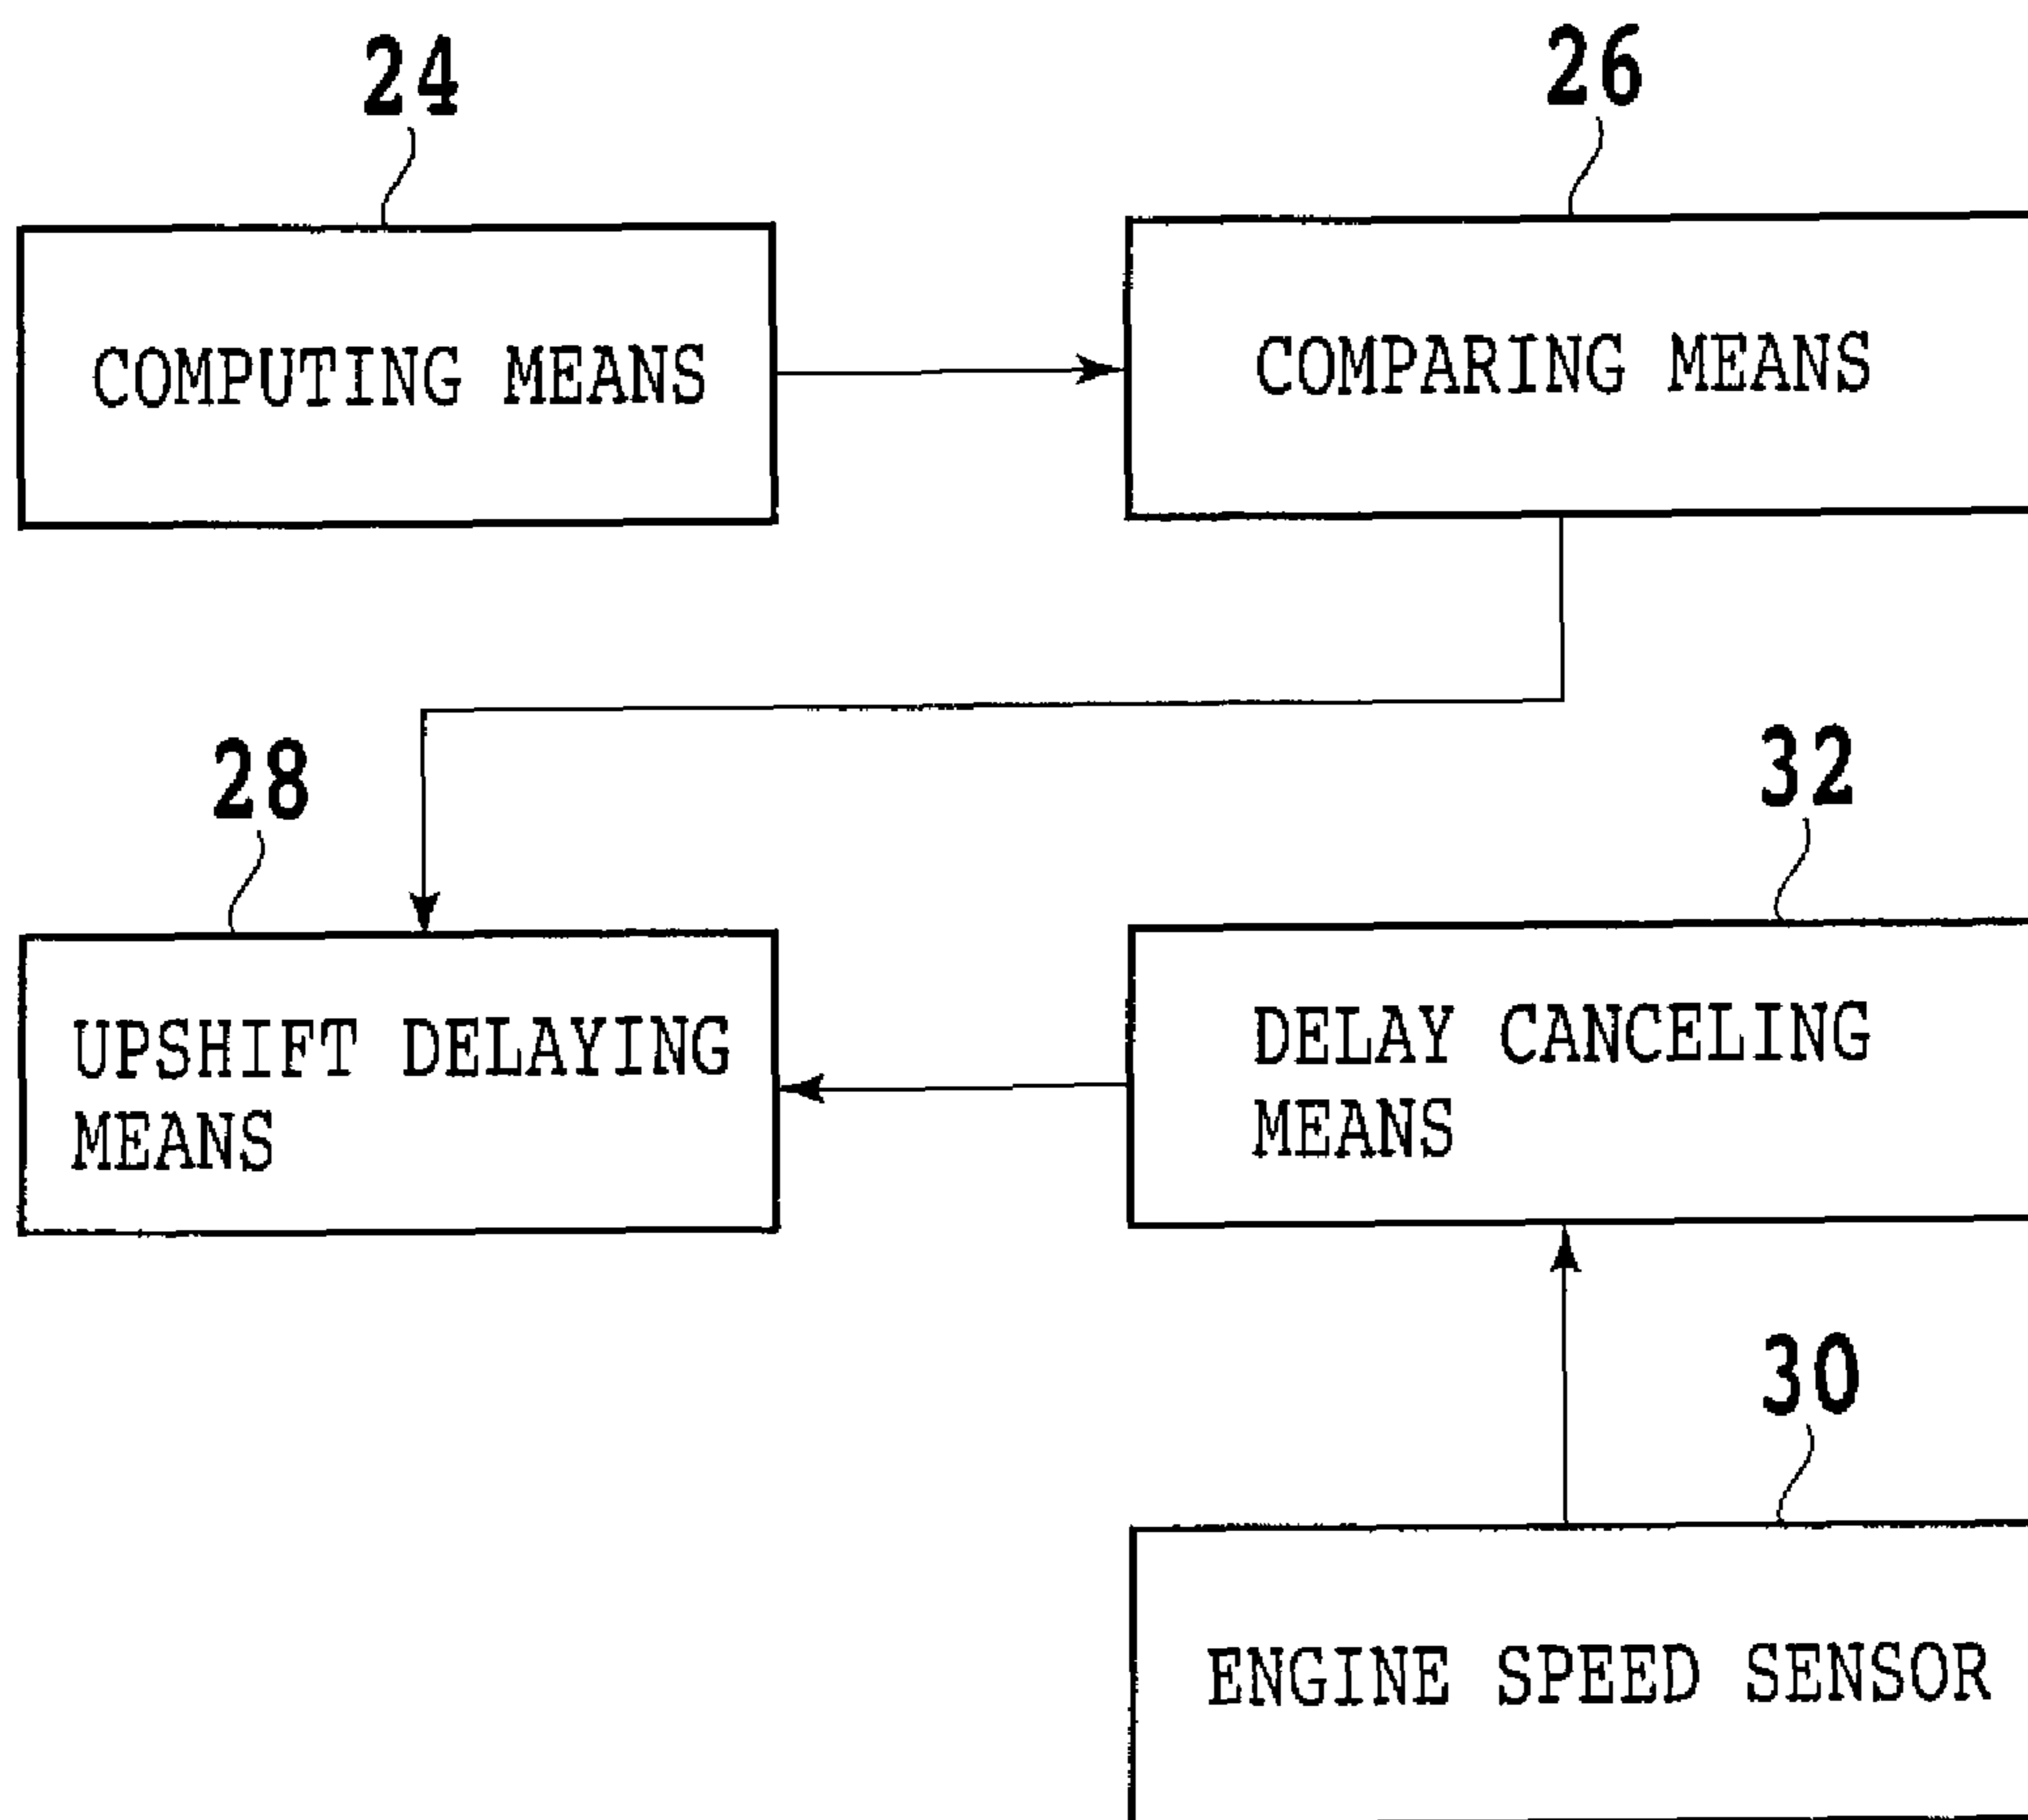 24
26
COMPUTING MEANS
COMPARING MEANS
28
32
UPSHIFT DELAYING
MEANS
DELAY CANCELING
MEANS
30
ENGINE SPEED SENSOR